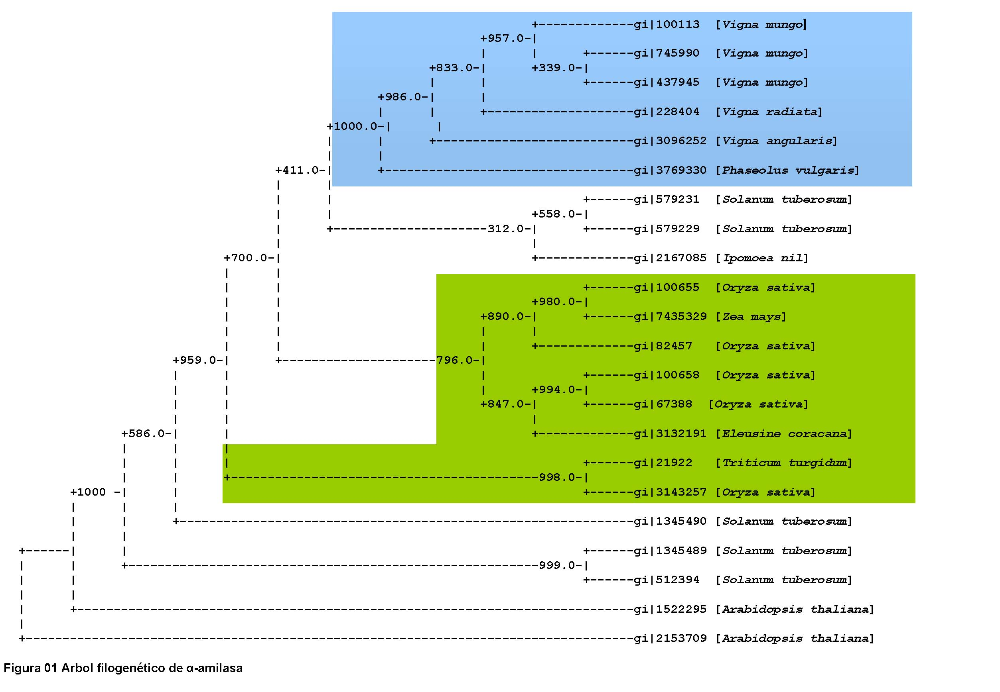 +-------------gi|100113  [Vigna mungo]
+957.0-|
|      |      +------gi|745990  [Vigna mungo]
+833.0-|      +339.0-|
|      |             +------gi|437945  [Vigna mungo]
+986.0-|      |
|      |      +--------------------gi|228404  [Vigna radiata]
+1000.0-|      |
|      |      +---------------------------gi|3096252 [Vigna angularis]
|      |
+411.0-|      +----------------------------------gi|3769330 [Phaseolus vulgaris]
|      |
|      |      +------gi|579231  [Solanum tuberosum]
|      |      +558.0-|
|      +---------------------312.0-|      +------gi|579229  [Solanum tuberosum]
|      |
+700.0-|      +-------------gi|2167085 [Ipomoea nil]
|      |
|      |      +------gi|100655  [Oryza sativa]
|      |      +980.0-|
|      |      +890.0-|      +------gi|7435329 [Zea mays]
|      |      |      |
|      |      |      +-------------gi|82457   [Oryza sativa]
+959.0-|      +---------------------796.0-|
|      |      |      +------gi|100658  [Oryza sativa]
|      |      |      +994.0-|
|      |      +847.0-|      +------gi|67388  [Oryza sativa]
|      |      |
+586.0-|      |      +-------------gi|3132191 [Eleusine coracana]
|      |      |
|      |      |      +------gi|21922   [Triticum turgidum]
|      |      +------------------------------------------998.0-|
+1000 -|      |      +------gi|3143257 [Oryza sativa]
|      |      |
|      |      +--------------------------------------------------------------gi|1345490 [Solanum tuberosum]
|      |
+------|      |      +------gi|1345489 [Solanum tuberosum]
|      |      +--------------------------------------------------------999.0-|
|      |      +------gi|512394  [Solanum tuberosum]
|      |
|      +----------------------------------------------------------------------------gi|1522295 [Arabidopsis thaliana]
|
+-----------------------------------------------------------------------------------gi|2153709 [Arabidopsis thaliana]
Figura 01 Arbol filogenético de α-amilasa